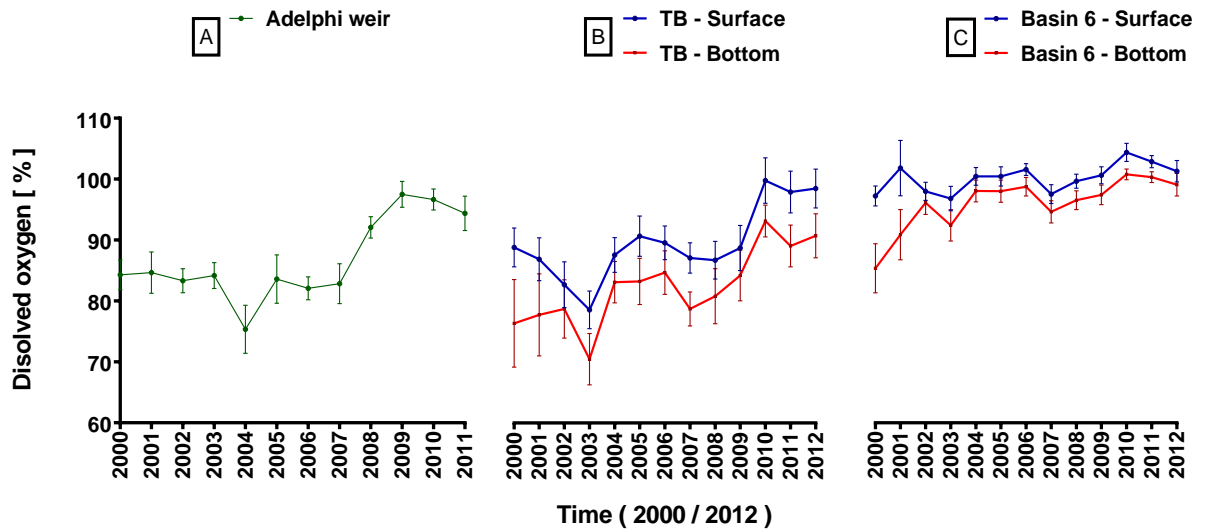 A
Adelphi weir
B
TB - Surface
TB - Bottom
C
Basin 6 - Surface
Basin 6 - Bottom
Disolved oxygen [ % ]
110
100
90
80
70
60
2000 2001 2002 2003 2004 2005 2006 2007 2008 2009 2010 2011
2000 2001 2002 2003 2004 2005 2006 2007 2008 2009 2010 2011 2012
2000 2001 2002 2003 2004 2005 2006 2007 2008 2009 2010 2011 2012
Time ( 2000 / 2012 )